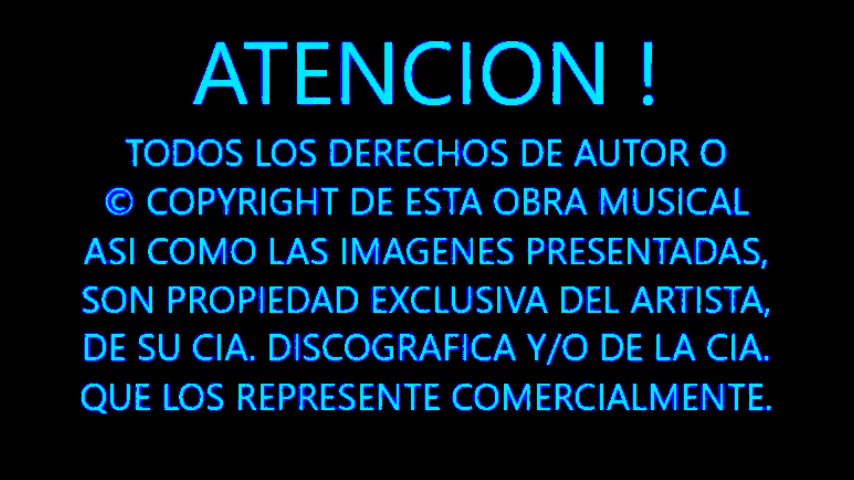 ATENCION !
TODOS LOS DERECHOS DE AUTOR O
© COPYRIGHT DE ESTA OBRA MUSICAL
ASI COMO LAS IMAGENES PRESENTADAS,
SON PROPIEDAD EXCLUSIVA DEL ARTISTA,
DE SU CIA. DISCOGRAFICA Y/O DE LA CIA.
QUE LOS REPRESENTE COMERCIALMENTE.